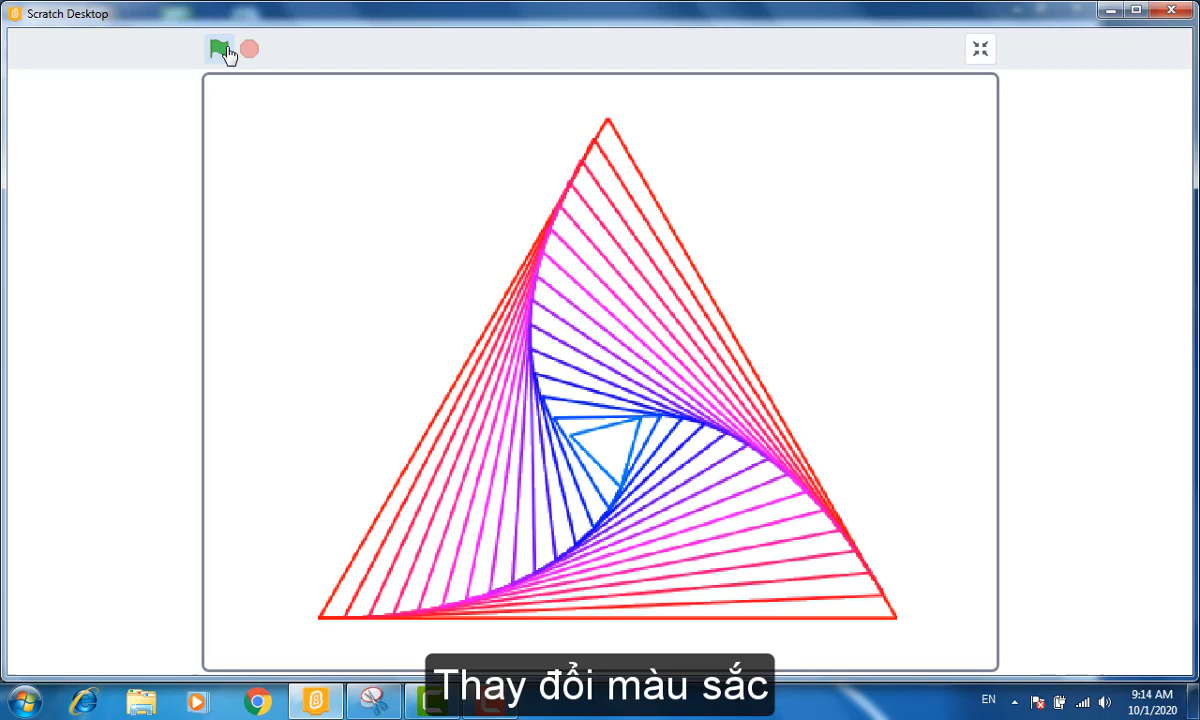 Scratch Desktop
Thay đổi màu sắc
EN
9:14 AM
10/1/2020